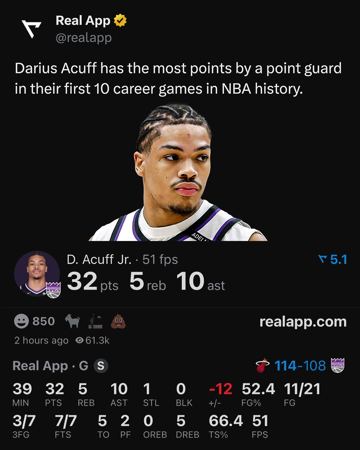 Real App
@realapp
Darius Acuff has the most points by a point guard
in their first 10 career games in NBA history.
D. Acuff Jr. · 51 fps
5.1
32 pts 5 reb 10 ast
850
realapp.com
2 hours ago 61.3k
Real App · G S
114-108
39 32 5 10 1 0 -12 52.4 11/21
MIN PTS REB AST STL BLK +/- FG% FG
3/7 7/7 5 2 0 5 66.4 51
3FG FTS TO PF OREB DREB TS% FPS